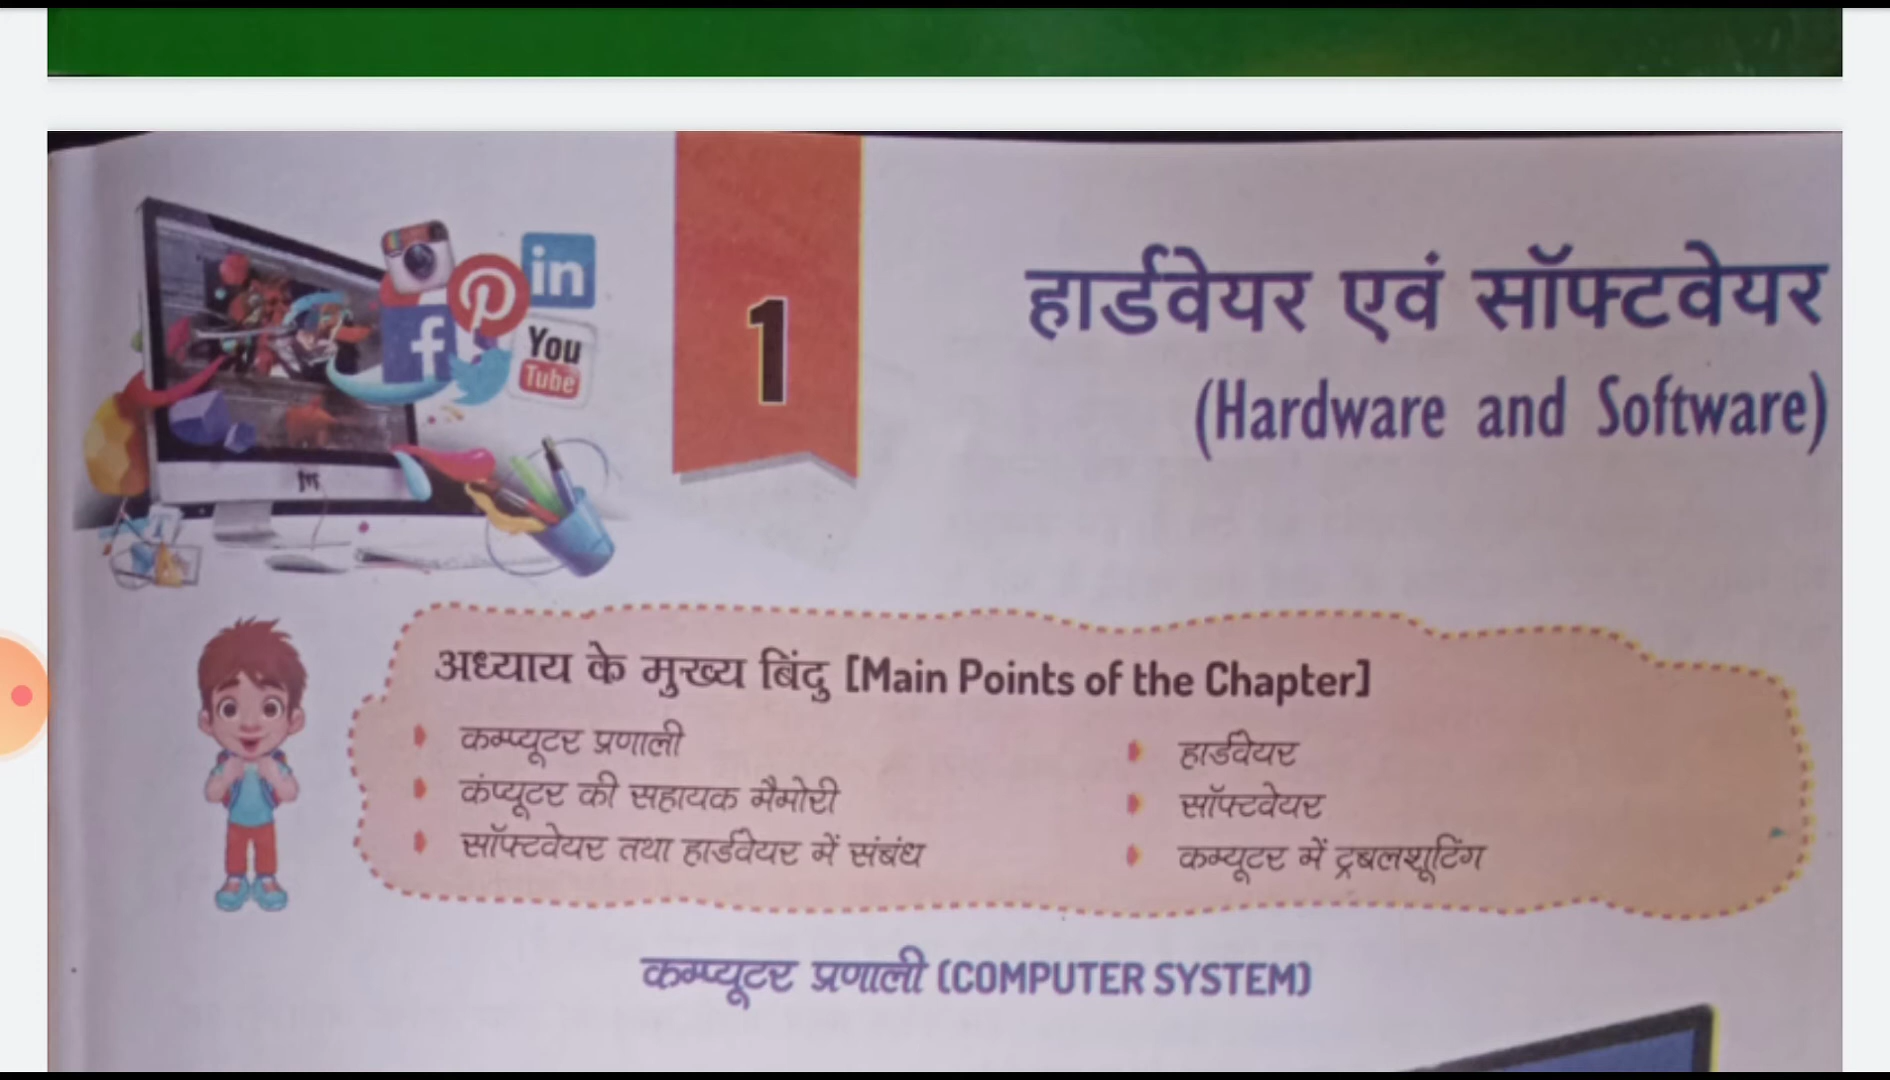 in
P
f
You
Tube
1
हार्डवेयर एवं सॉफ्टवेयर
(Hardware and Software)
अध्याय के मुख्य बिंदु [Main Points of the Chapter]
कम्प्यूटर प्रणाली
कंप्यूटर की सहायक मैमोरी
सॉफ्टवेयर तथा हार्डवेयर में संबंध
हार्डवेयर
सॉफ्टवेयर
कम्यूटर में ट्रबलशूटिंग
कम्प्यूटर प्रणाली (COMPUTER SYSTEM)